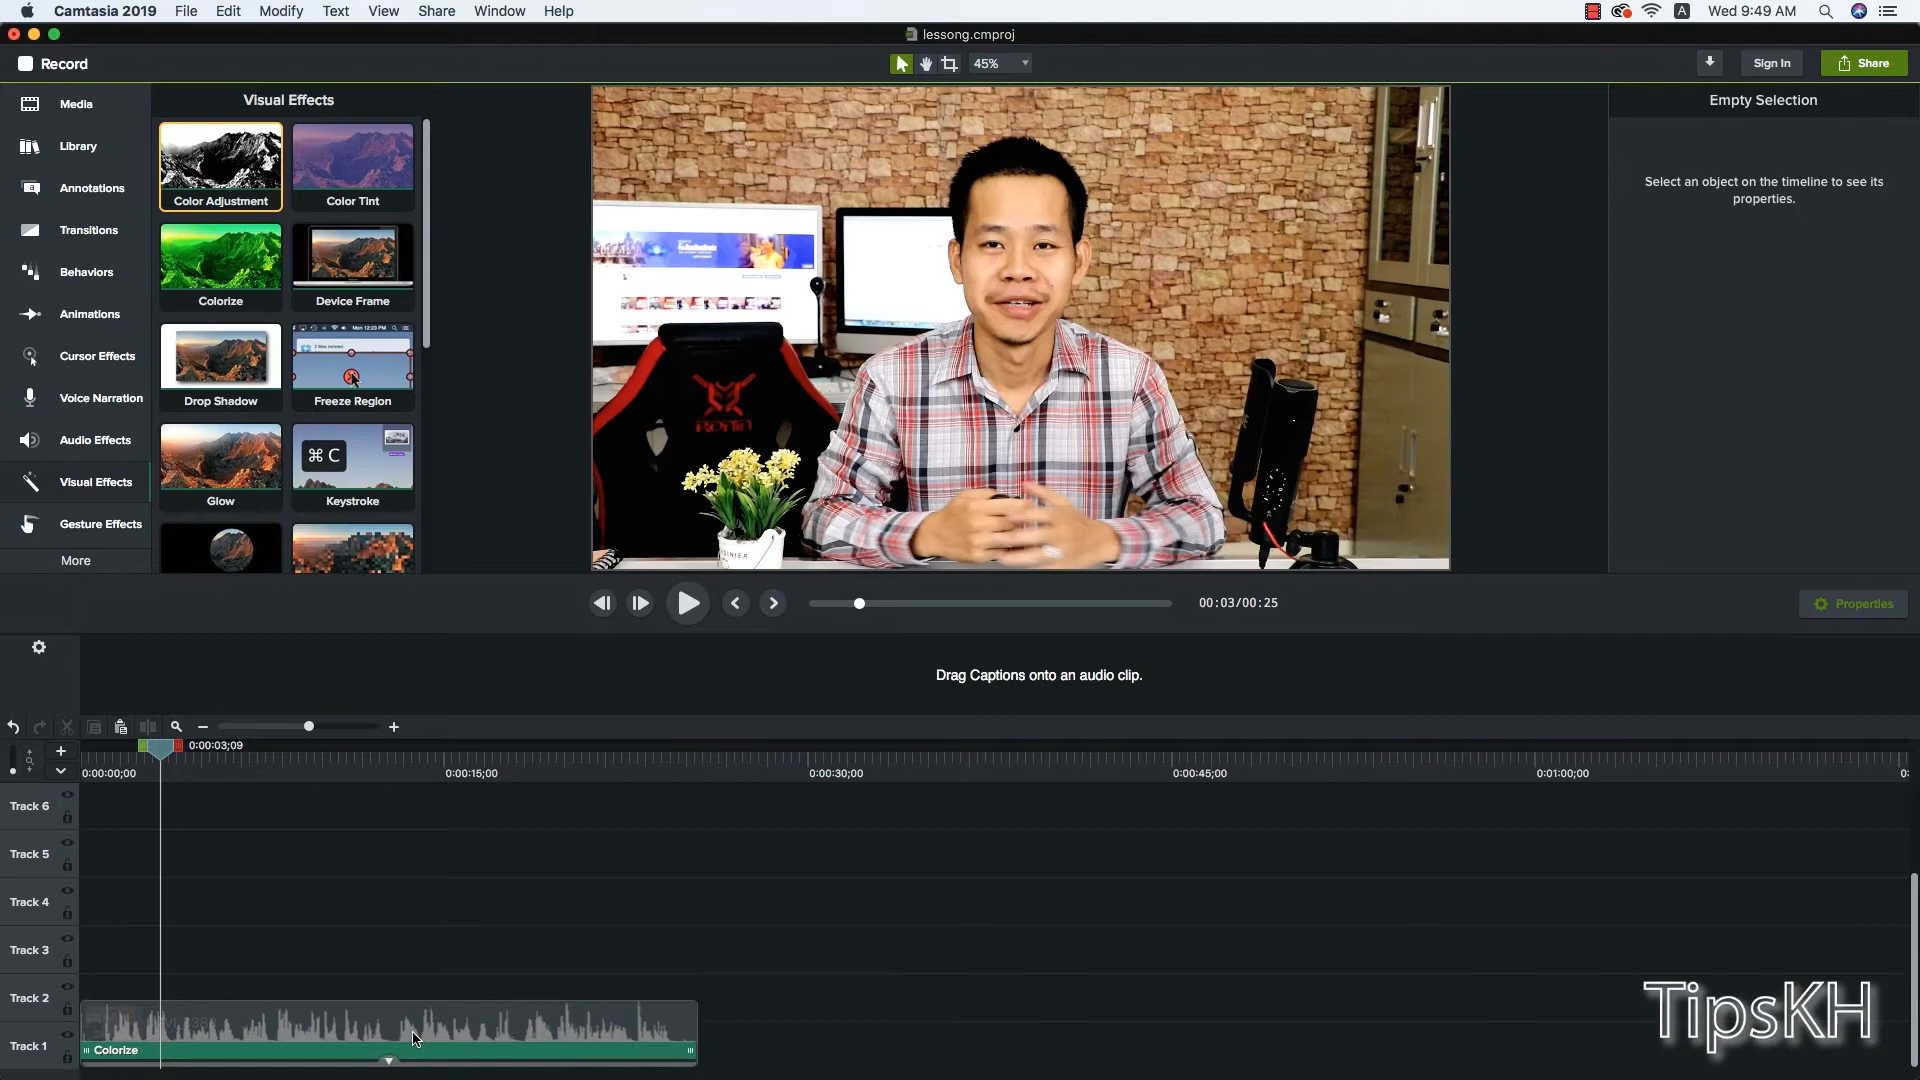 Camtasia 2019 File Edit Modify Text View Share Window Help
A Wed 9:49 AM
lessong.cmproj
Record
45%
Sign In
Share
Media
Library
Annotations
Transitions
Behaviors
Animations
Cursor Effects
Voice Narration
Audio Effects
Visual Effects
Gesture Effects
More
Visual Effects
Color Adjustment
Color Tint
Colorize
Device Frame
Drop Shadow
Mon 12:23 PM
Freeze Region
Glow
⌘ C
Keystroke
Empty Selection
Select an object on the timeline to see its
properties.
00:03/00:25
Properties
Drag Captions onto an audio clip.
0:00:03;09
0:00:00;00
0:00:15;00
0:00:30;00
0:00:45;00
0:01:00;00
0:
Track 6
Track 5
Track 4
Track 3
Track 2
Track 1
Colorize
TipsKH